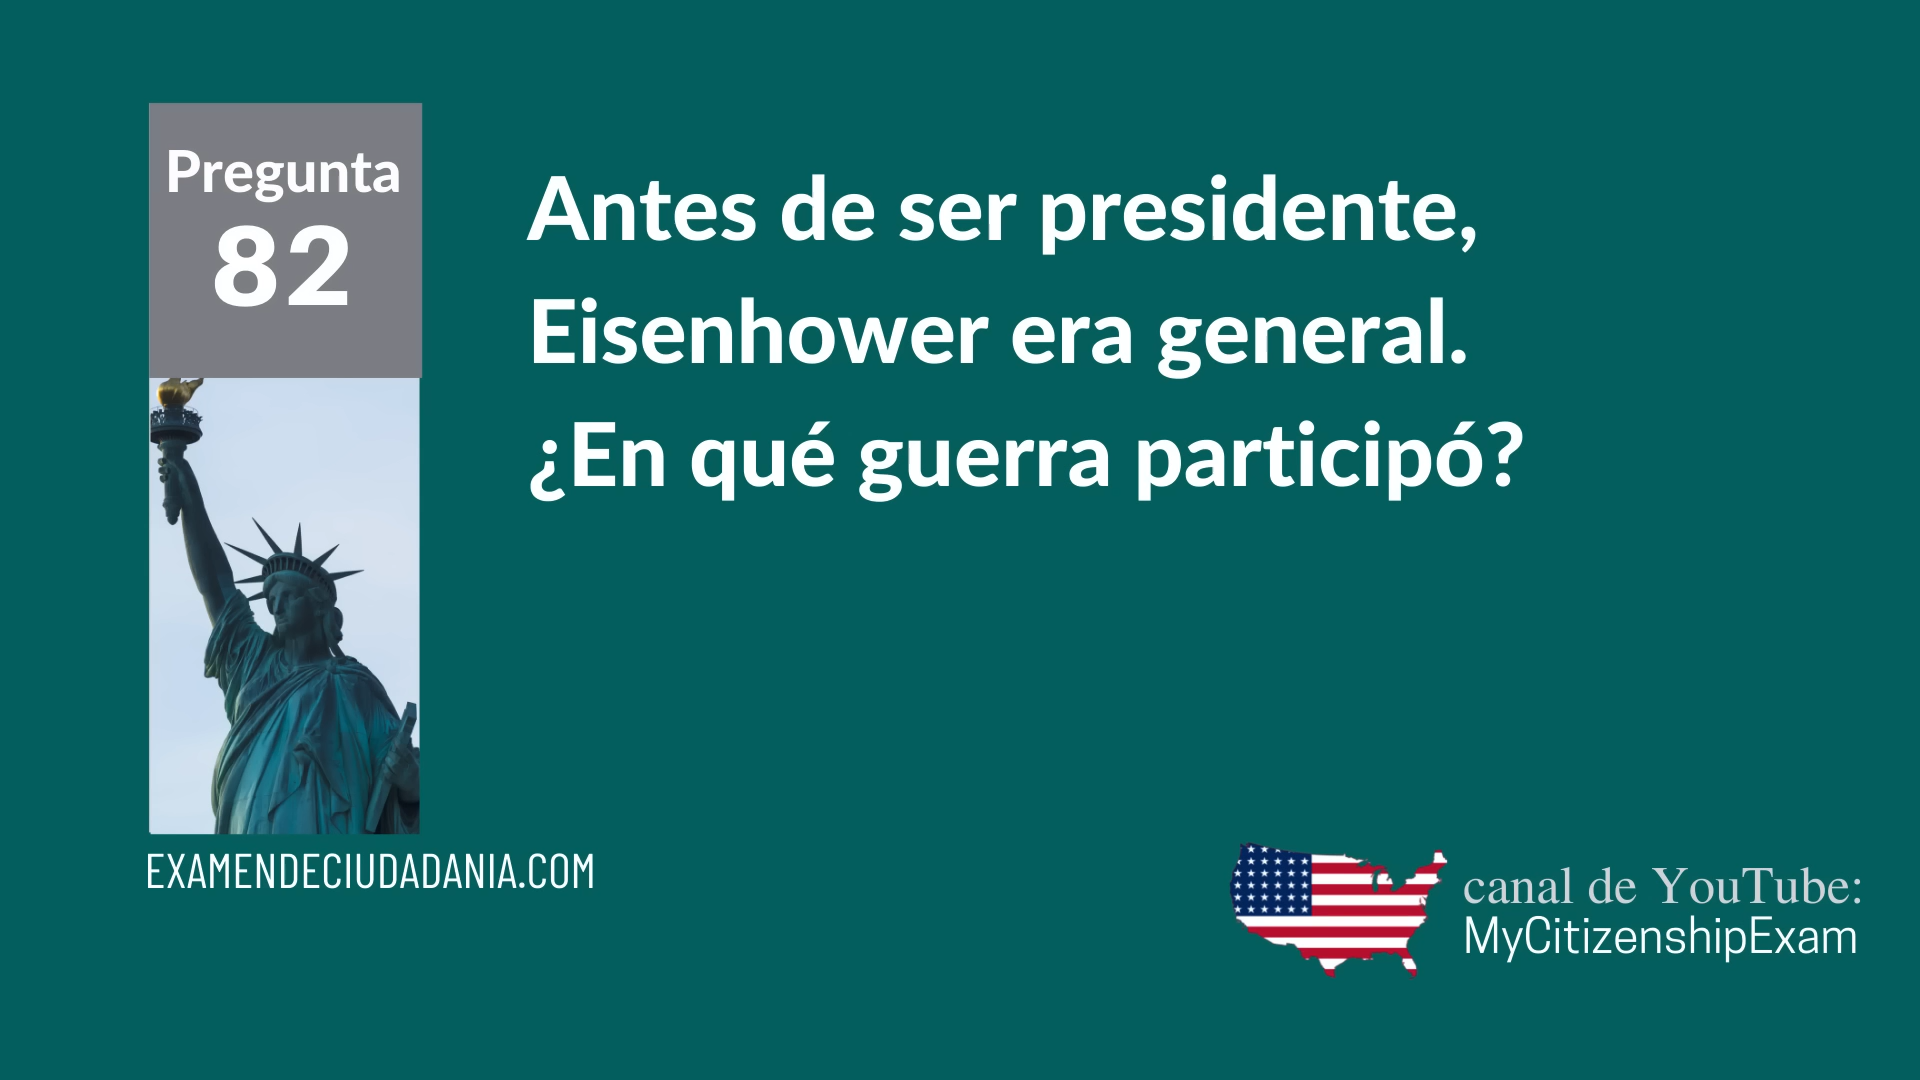 Pregunta
82
Antes de ser presidente,
Eisenhower era general.
¿En qué guerra participó?
EXAMENDECIUDADANIA.COM
canal de YouTube:
MyCitizenshipExam